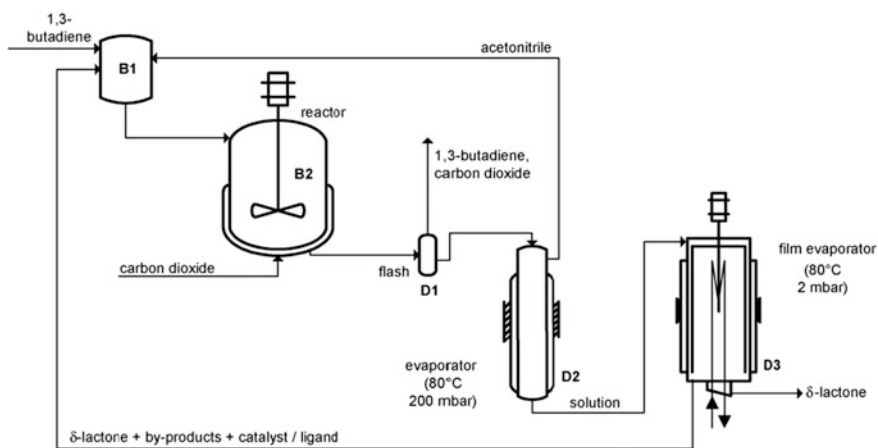 1,3-
butadiene
acetonitrile
B1
reactor
B2
1,3-butadiene,
carbon dioxide
carbon dioxide
flash
D1
film evaporator
(80°C
2 mbar)
evaporator
(80°C
200 mbar)
D2
D3
solution
δ-lactone
δ-lactone + by-products + catalyst / ligand